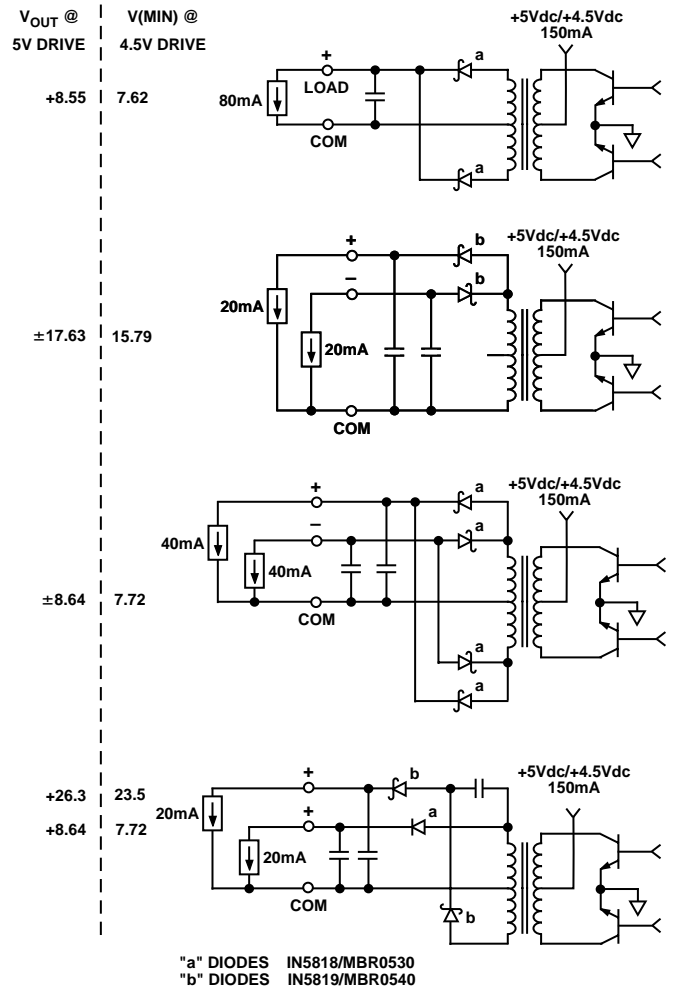 VOUT @ V(MIN) @
5V DRIVE 4.5V DRIVE
+5Vdc/+4.5Vdc
150mA
+8.55 7.62
80mA
+
LOAD
COM
a
a
+5Vdc/+4.5Vdc
150mA
±17.63 15.79
+
−
20mA
20mA
COM
b
b
+5Vdc/+4.5Vdc
150mA
±8.64 7.72
+
−
40mA
40mA
COM
a
a
a
a
+5Vdc/+4.5Vdc
150mA
+26.3 23.5
+8.64 7.72
+
+
20mA
20mA
COM
b
a
b
"a" DIODES IN5818/MBR0530
"b" DIODES IN5819/MBR0540